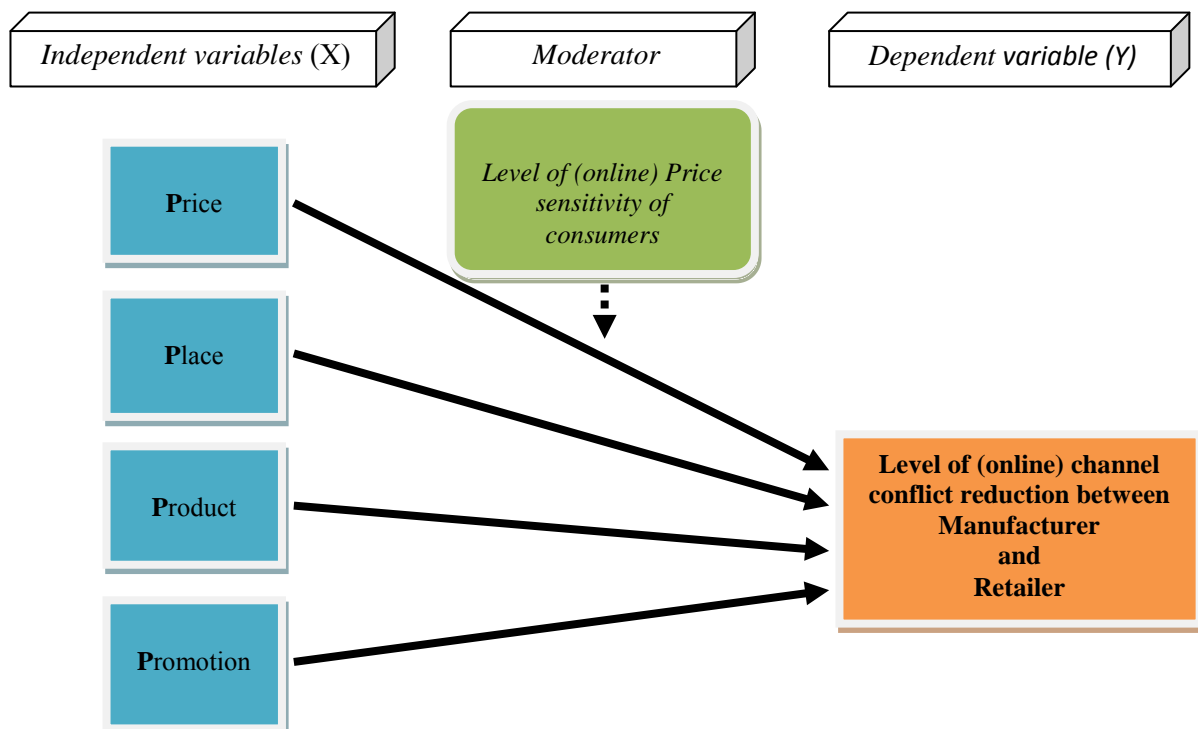 Independent variables (X)
Moderator
Dependent variable (Y)
Price
Level of (online) Price
sensitivity of
consumers
Place
Product
Promotion
Level of (online) channel
conflict reduction between
Manufacturer
and
Retailer